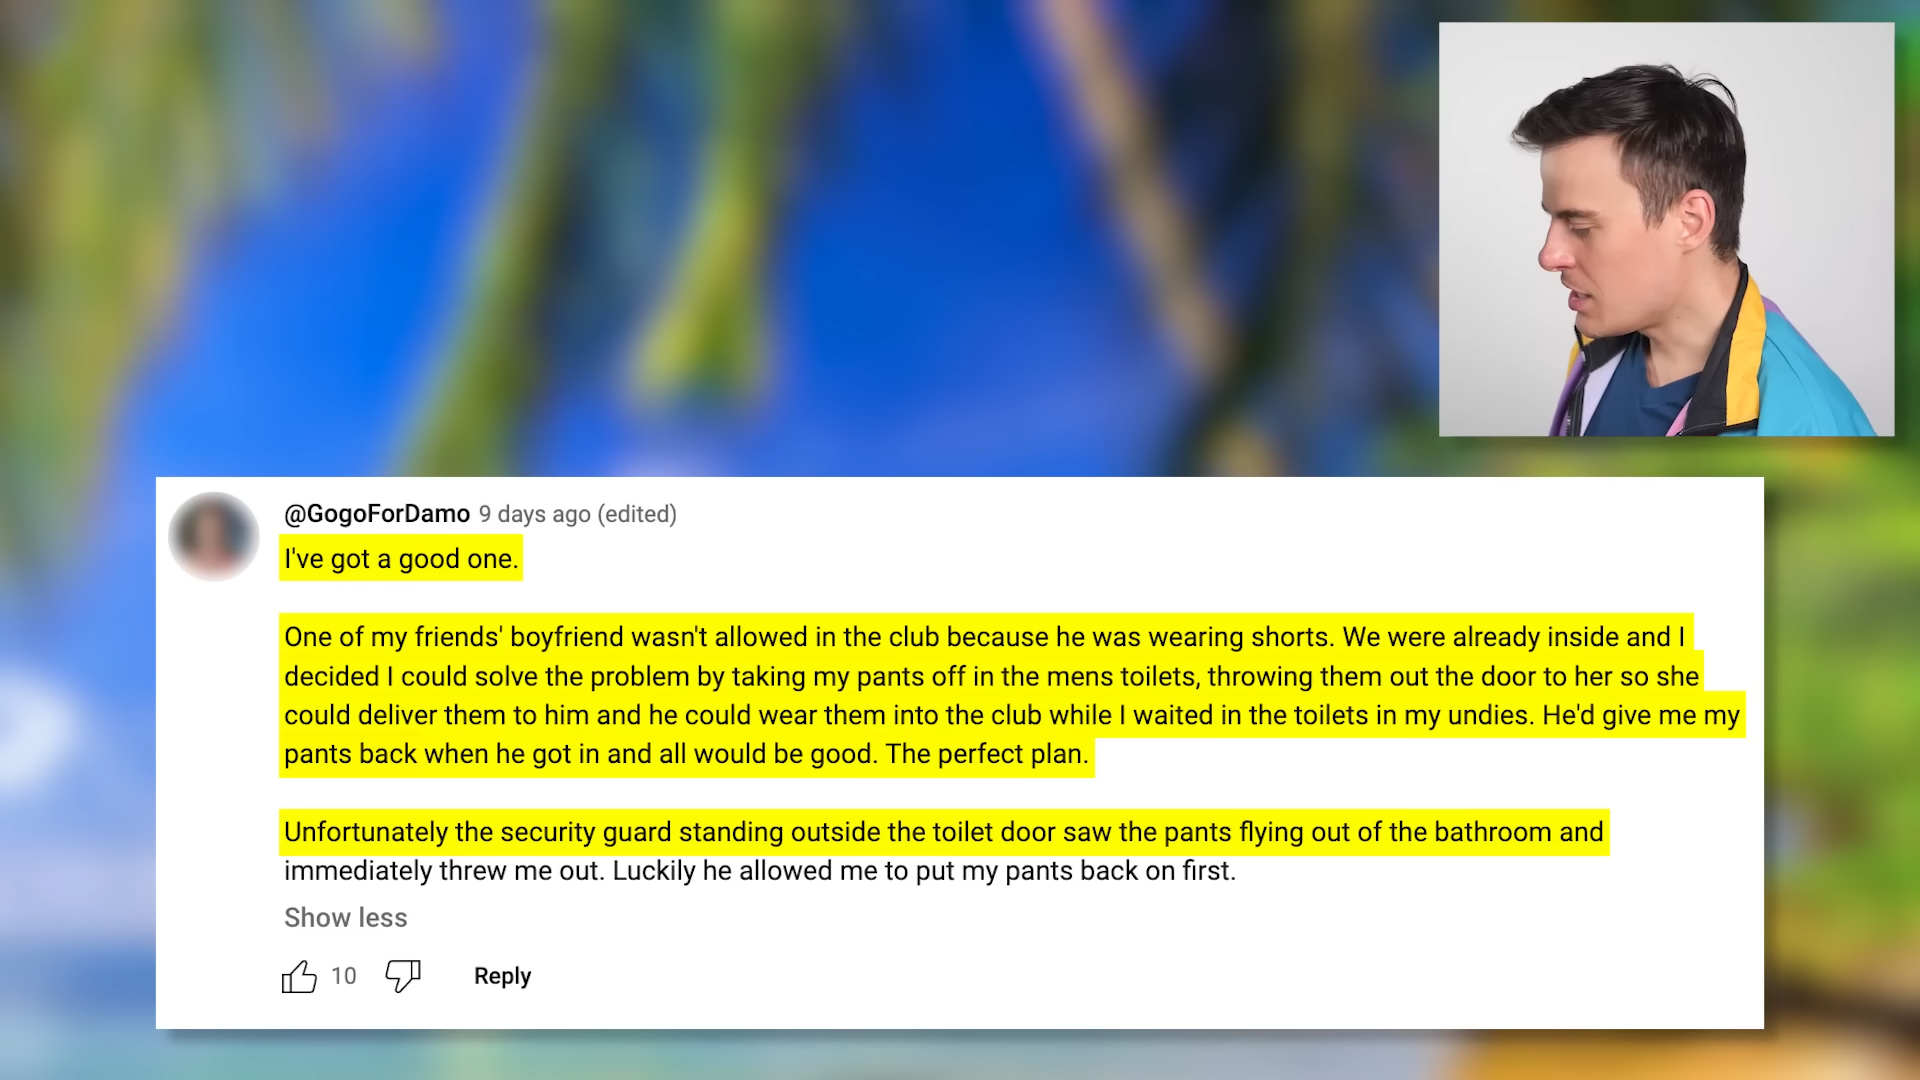 @GogoForDamo 9 days ago (edited)
I've got a good one.
One of my friends' boyfriend wasn't allowed in the club because he was wearing shorts. We were already inside and I
decided I could solve the problem by taking my pants off in the mens toilets, throwing them out the door to her so she
could deliver them to him and he could wear them into the club while I waited in the toilets in my undies. He'd give me my
pants back when he got in and all would be good. The perfect plan.
Unfortunately the security guard standing outside the toilet door saw the pants flying out of the bathroom and
immediately threw me out. Luckily he allowed me to put my pants back on first.
Show less
10 Reply